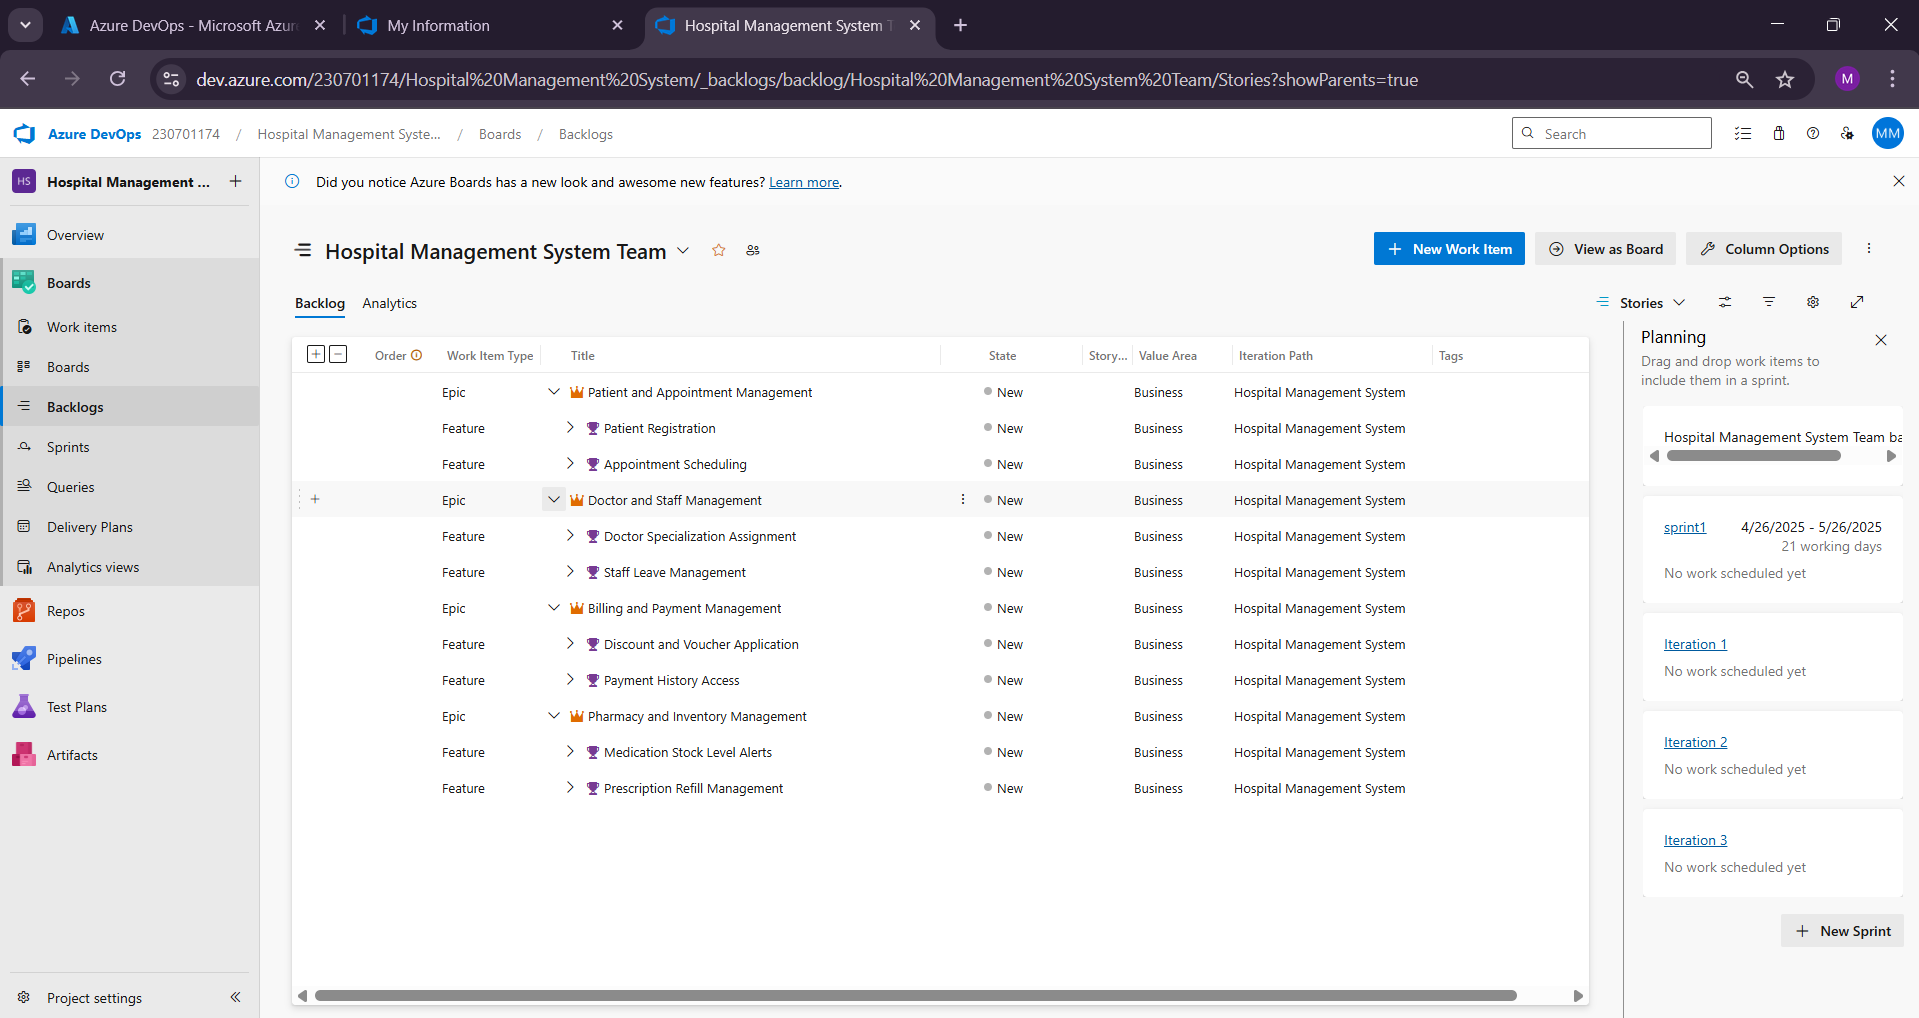 Azure DevOps - Microsoft Azur
My Information
Hospital Management System T
dev.azure.com/230701174/Hospital%20Management%20System/_backlogs/backlog/Hospital%20Management%20System%20Team/Stories?showParents=true
M
Azure DevOps 230701174 / Hospital Management Syste... / Boards / Backlogs
Search
MM
HS Hospital Management ...
Did you notice Azure Boards has a new look and awesome new features? Learn more.
Overview
Boards
Work items
Boards
Backlogs
Sprints
Queries
Delivery Plans
Analytics views
Repos
Pipelines
Test Plans
Artifacts
Project settings
Hospital Management System Team
New Work Item
View as Board
Column Options
Backlog Analytics
Stories
Order Work Item Type Title State Story... Value Area Iteration Path Tags
Epic Patient and Appointment Management New Business Hospital Management System
Feature Patient Registration New Business Hospital Management System
Feature Appointment Scheduling New Business Hospital Management System
Epic Doctor and Staff Management New Business Hospital Management System
Feature Doctor Specialization Assignment New Business Hospital Management System
Feature Staff Leave Management New Business Hospital Management System
Epic Billing and Payment Management New Business Hospital Management System
Feature Discount and Voucher Application New Business Hospital Management System
Feature Payment History Access New Business Hospital Management System
Epic Pharmacy and Inventory Management New Business Hospital Management System
Feature Medication Stock Level Alerts New Business Hospital Management System
Feature Prescription Refill Management New Business Hospital Management System
Planning
Drag and drop work items to
include them in a sprint.
Hospital Management System Team ba
sprint1 4/26/2025 - 5/26/2025
21 working days
No work scheduled yet
Iteration 1
No work scheduled yet
Iteration 2
No work scheduled yet
Iteration 3
No work scheduled yet
New Sprint